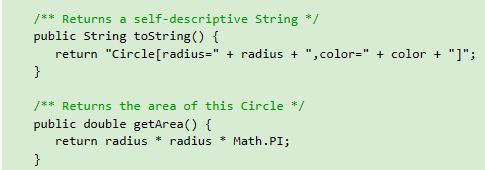 /** Returns a self-descriptive String */
public String toString() {
   return "Circle[radius=" + radius + ",color=" + color + "]";
}
/** Returns the area of this Circle */
public double getArea() {
   return radius * radius * Math.PI;
}